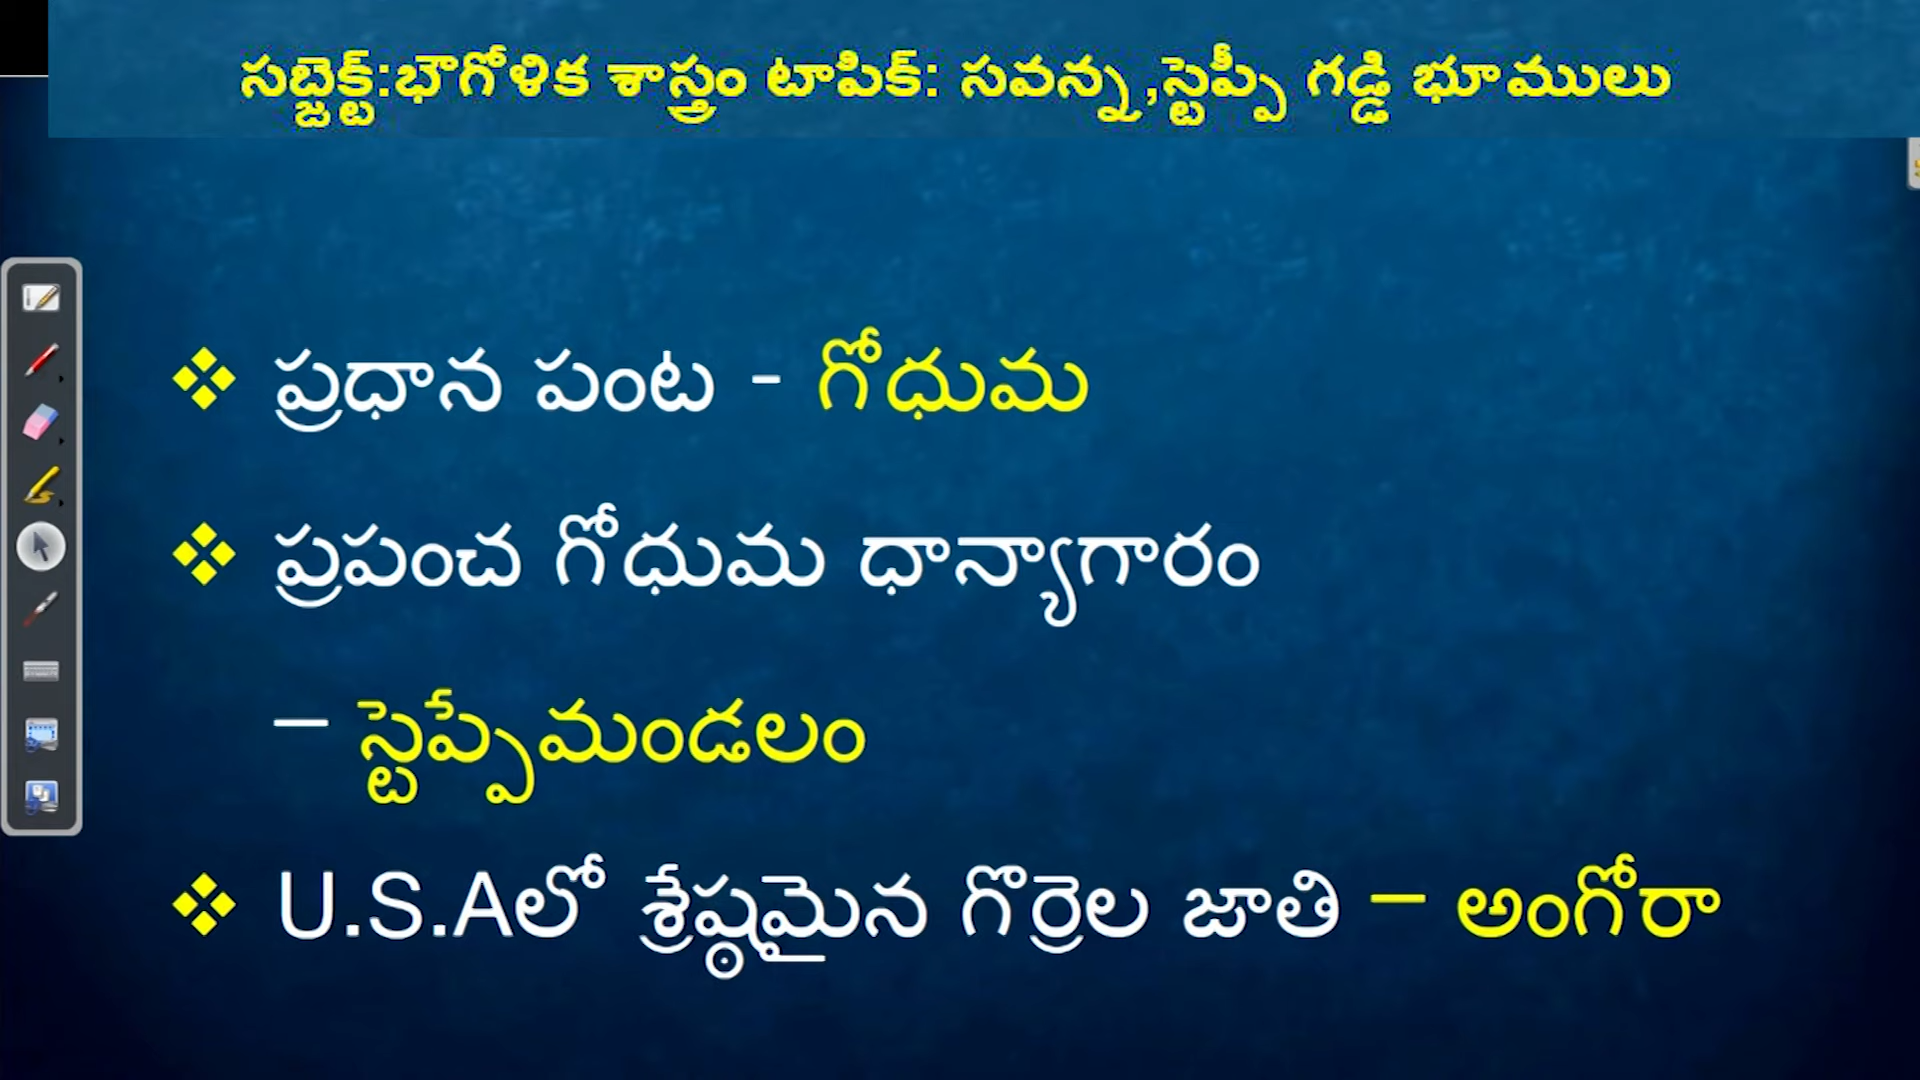 సబ్జెక్ట్:భౌగోళిక శాస్త్రం టాపిక్: సవన్న ,స్టెప్పీ గడ్డి భూములు
ప్రధాన పంట - గోధుమ
ప్రపంచ గోధుమ ధాన్యాగారం
– స్టెప్పేమండలం
U.S.Aలో శ్రేష్ఠమైన గొర్రెల జాతి – అంగోరా